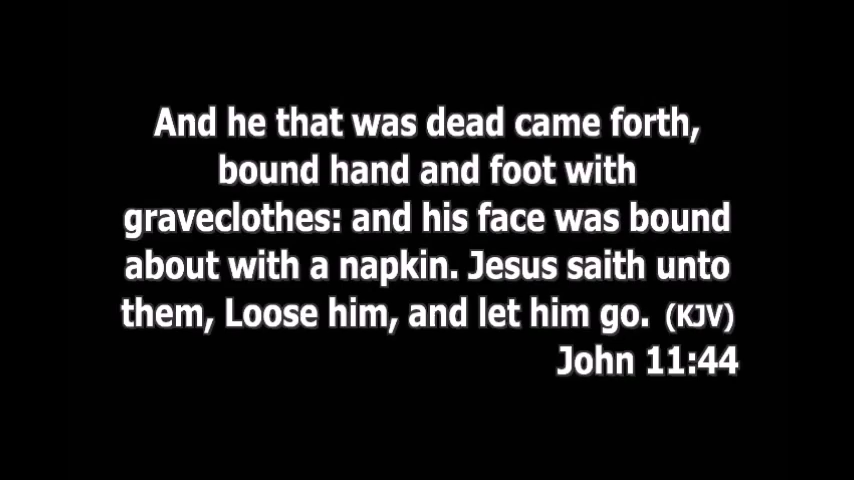 And he that was dead came forth,
bound hand and foot with
graveclothes: and his face was bound
about with a napkin. Jesus saith unto
them, Loose him, and let him go. (KJV)
John 11:44